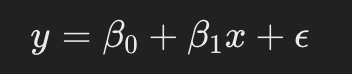 y = β₀ + β₁x + ϵ